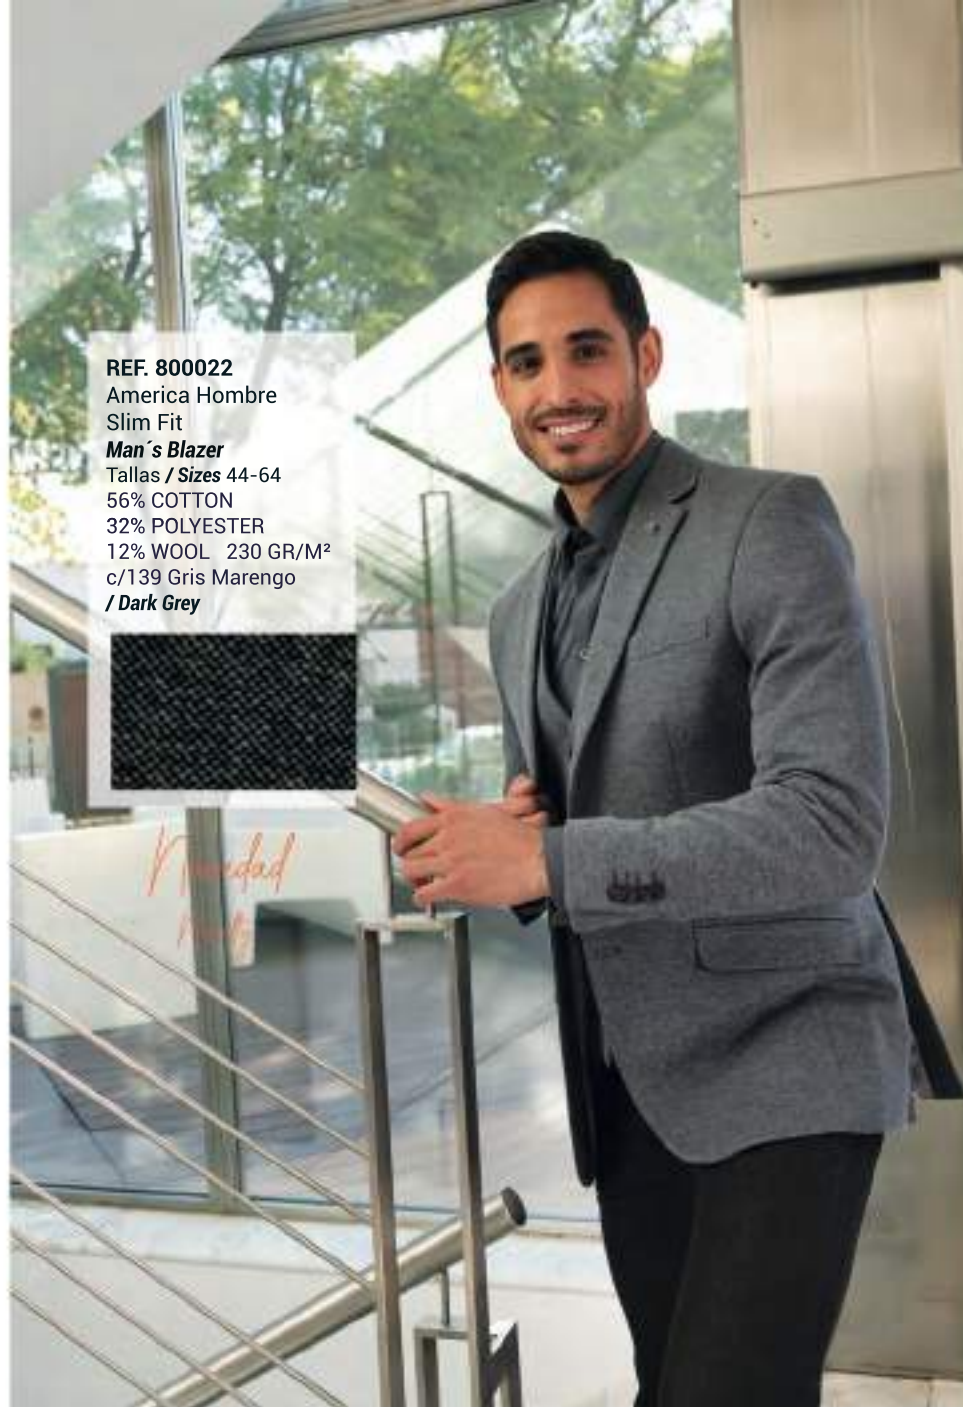 REF. 800022
America Hombre
Slim Fit
Man´s Blazer
Tallas / Sizes 44-64
56% COTTON
32% POLYESTER
12% WOOL 230 GR/M²
c/139 Gris Marengo
/ Dark Grey
Novedad